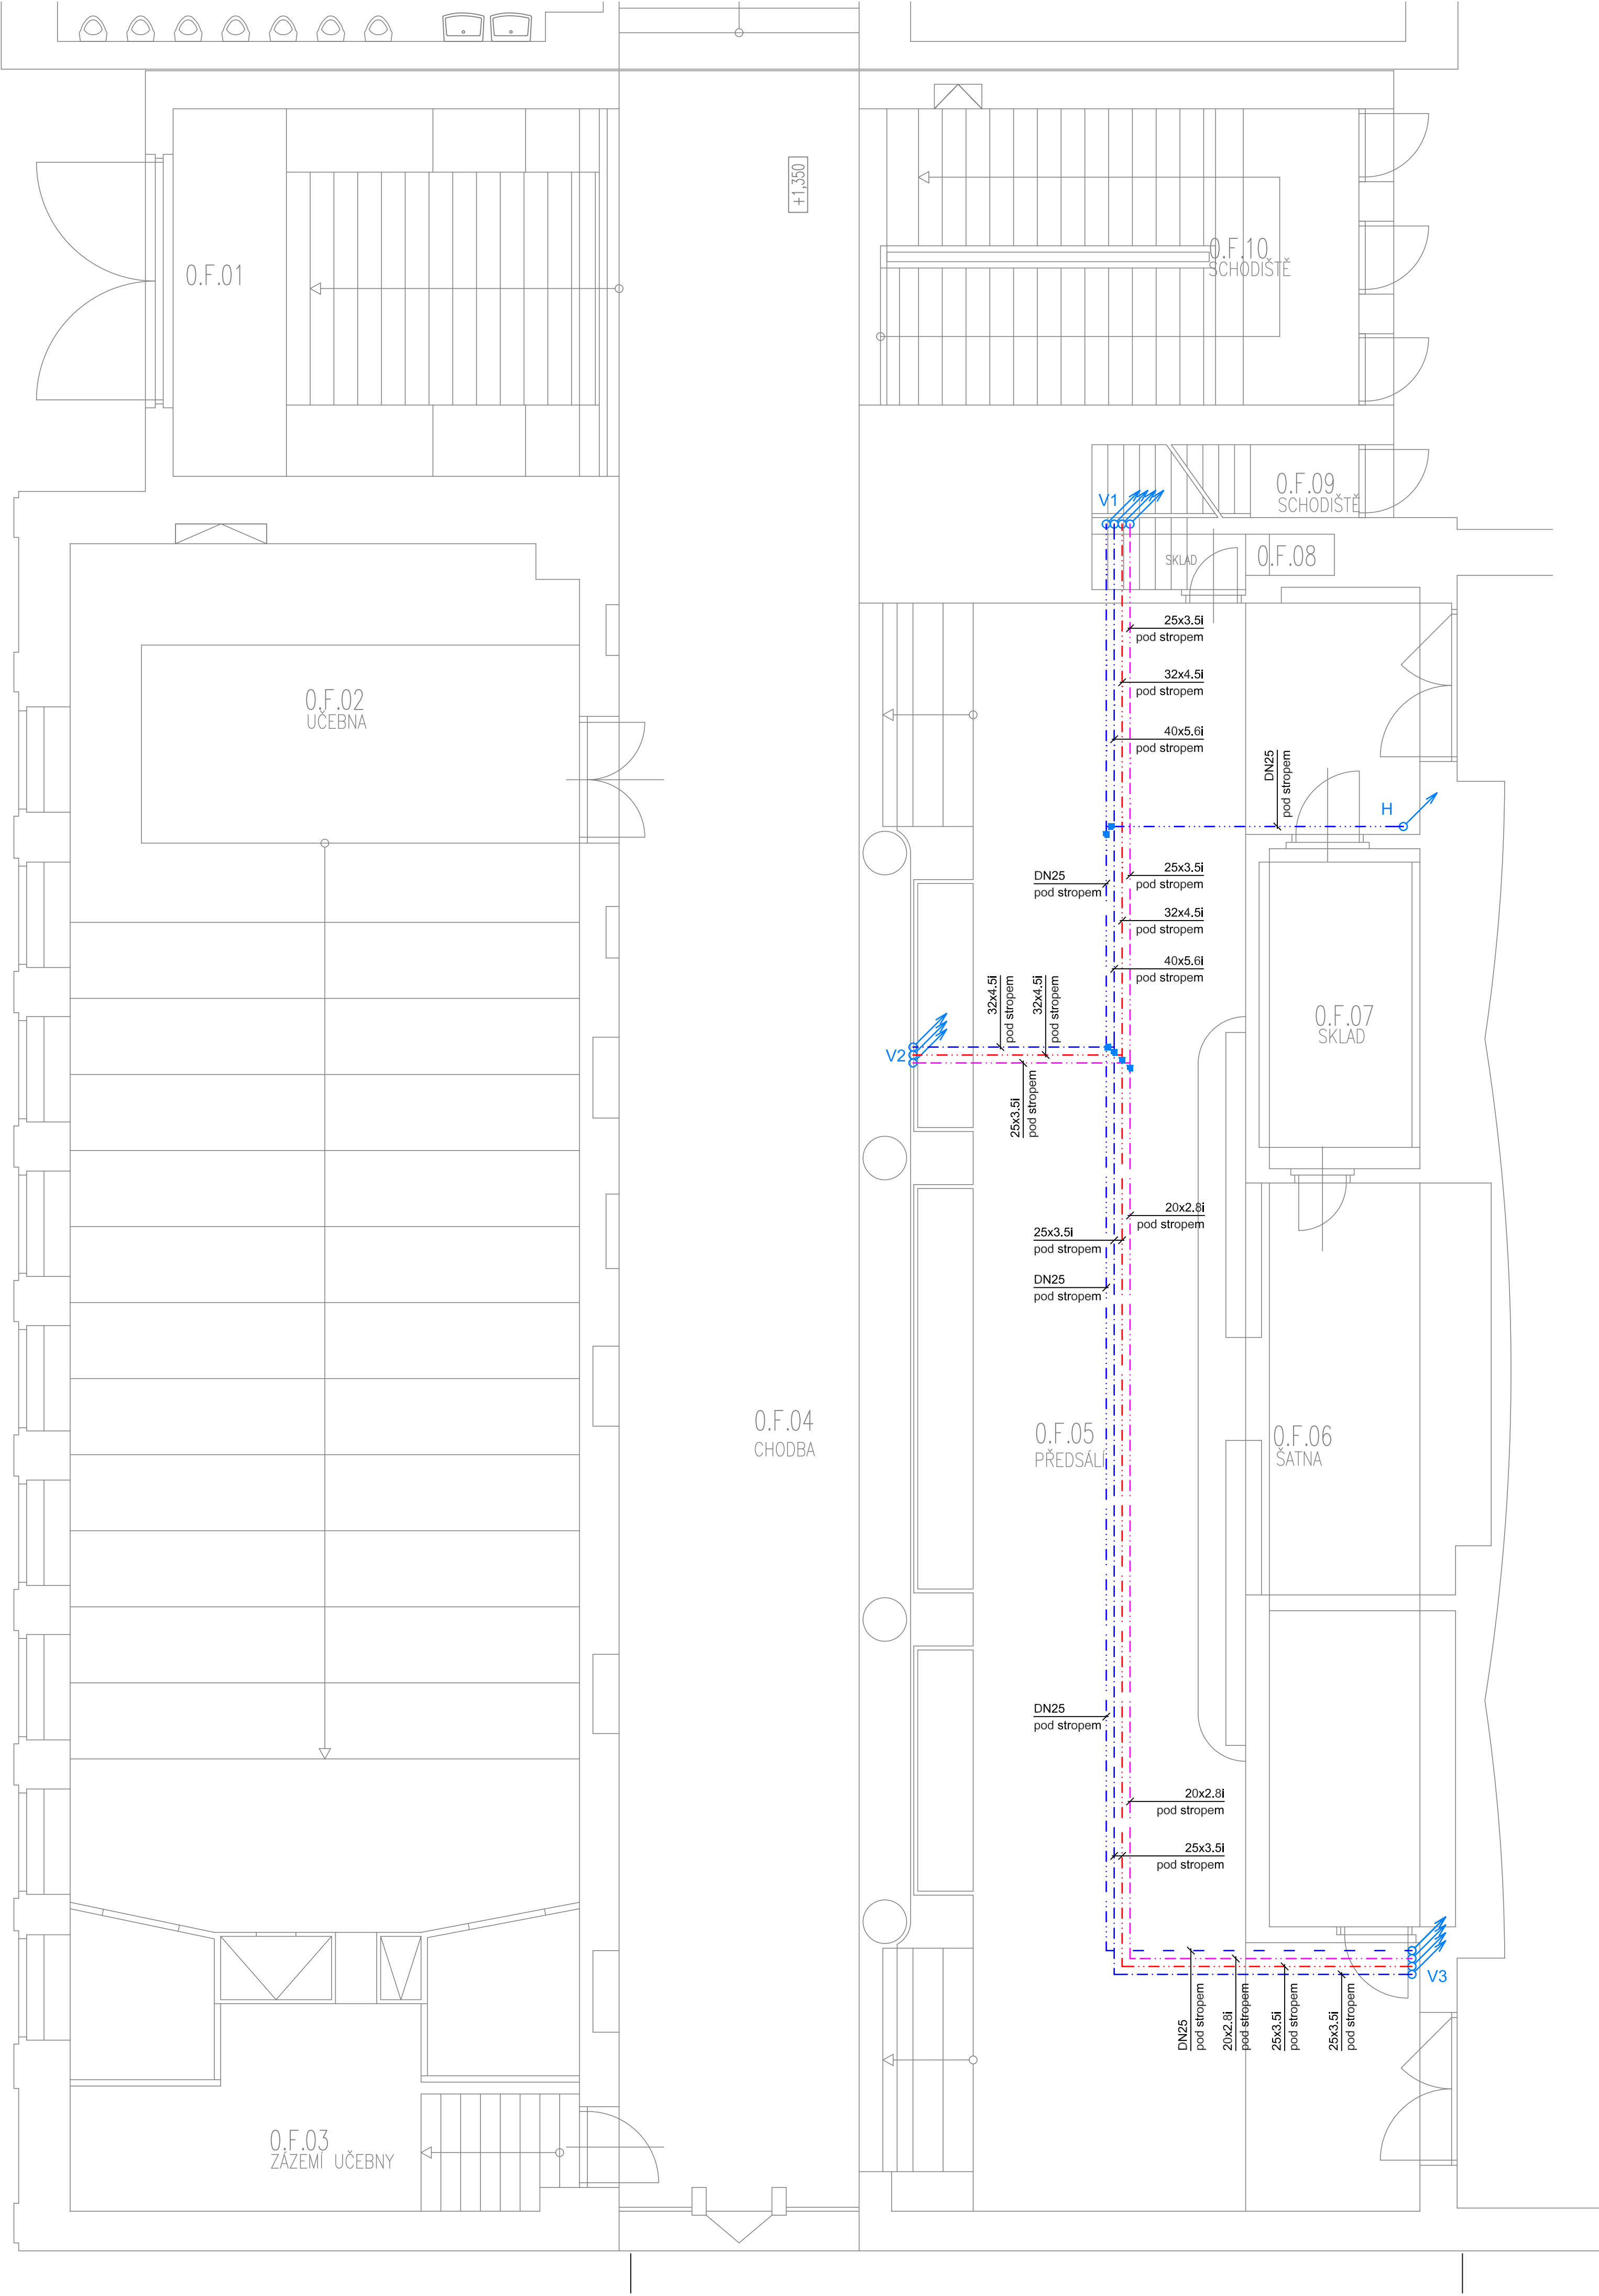 +1,350
0.F.01
0.F.10
SCHODIŠTĚ
0.F.09
SCHODIŠTĚ
V1
SKLAD
0.F.08
25x3.5i
pod stropem
32x4.5i
pod stropem
0.F.02
UČEBNA
40x5.6i
pod stropem
DN25
pod stropem
H
25x3.5i
pod stropem
DN25
pod stropem
32x4.5i
pod stropem
40x5.6i
pod stropem
32x4.5i
pod stropem
32x4.5i
pod stropem
0.F.07
SKLAD
V2
25x3.5i
pod stropem
20x2.8i
pod stropem
25x3.5i
pod stropem
DN25
pod stropem
0.F.04
CHODBA
0.F.05
PŘEDSÁLÍ
0.F.06
ŠATNA
DN25
pod stropem
20x2.8i
pod stropem
25x3.5i
pod stropem
V3
DN25
pod stropem
20x2.8i
pod stropem
25x3.5i
pod stropem
25x3.5i
pod stropem
0.F.03
ZÁZEMÍ UČEBNY